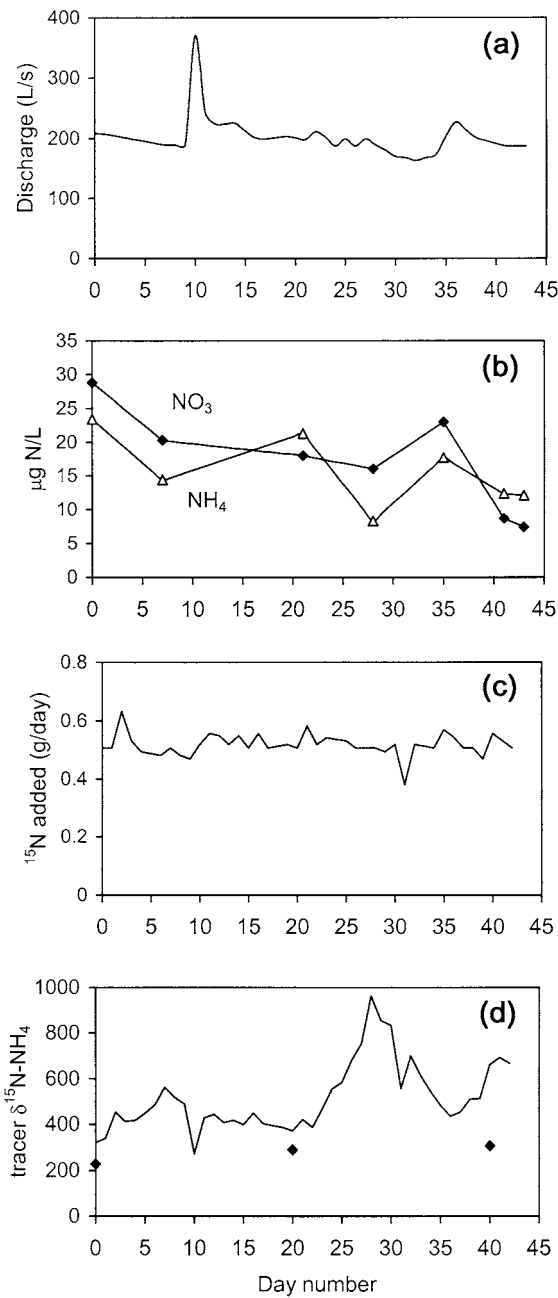 (a)
Discharge (L/s)
400
300
200
100
0
0 5 10 15 20 25 30 35 40 45
(b)
µg N/L
35
30
25
20
15
10
5
0
NO₃
NH₄
0 5 10 15 20 25 30 35 40 45
(c)
¹⁵N added (g/day)
0.8
0.6
0.4
0.2
0
0 5 10 15 20 25 30 35 40 45
(d)
tracer δ¹⁵N-NH₄
1000
800
600
400
200
0
0 5 10 15 20 25 30 35 40 45
Day number